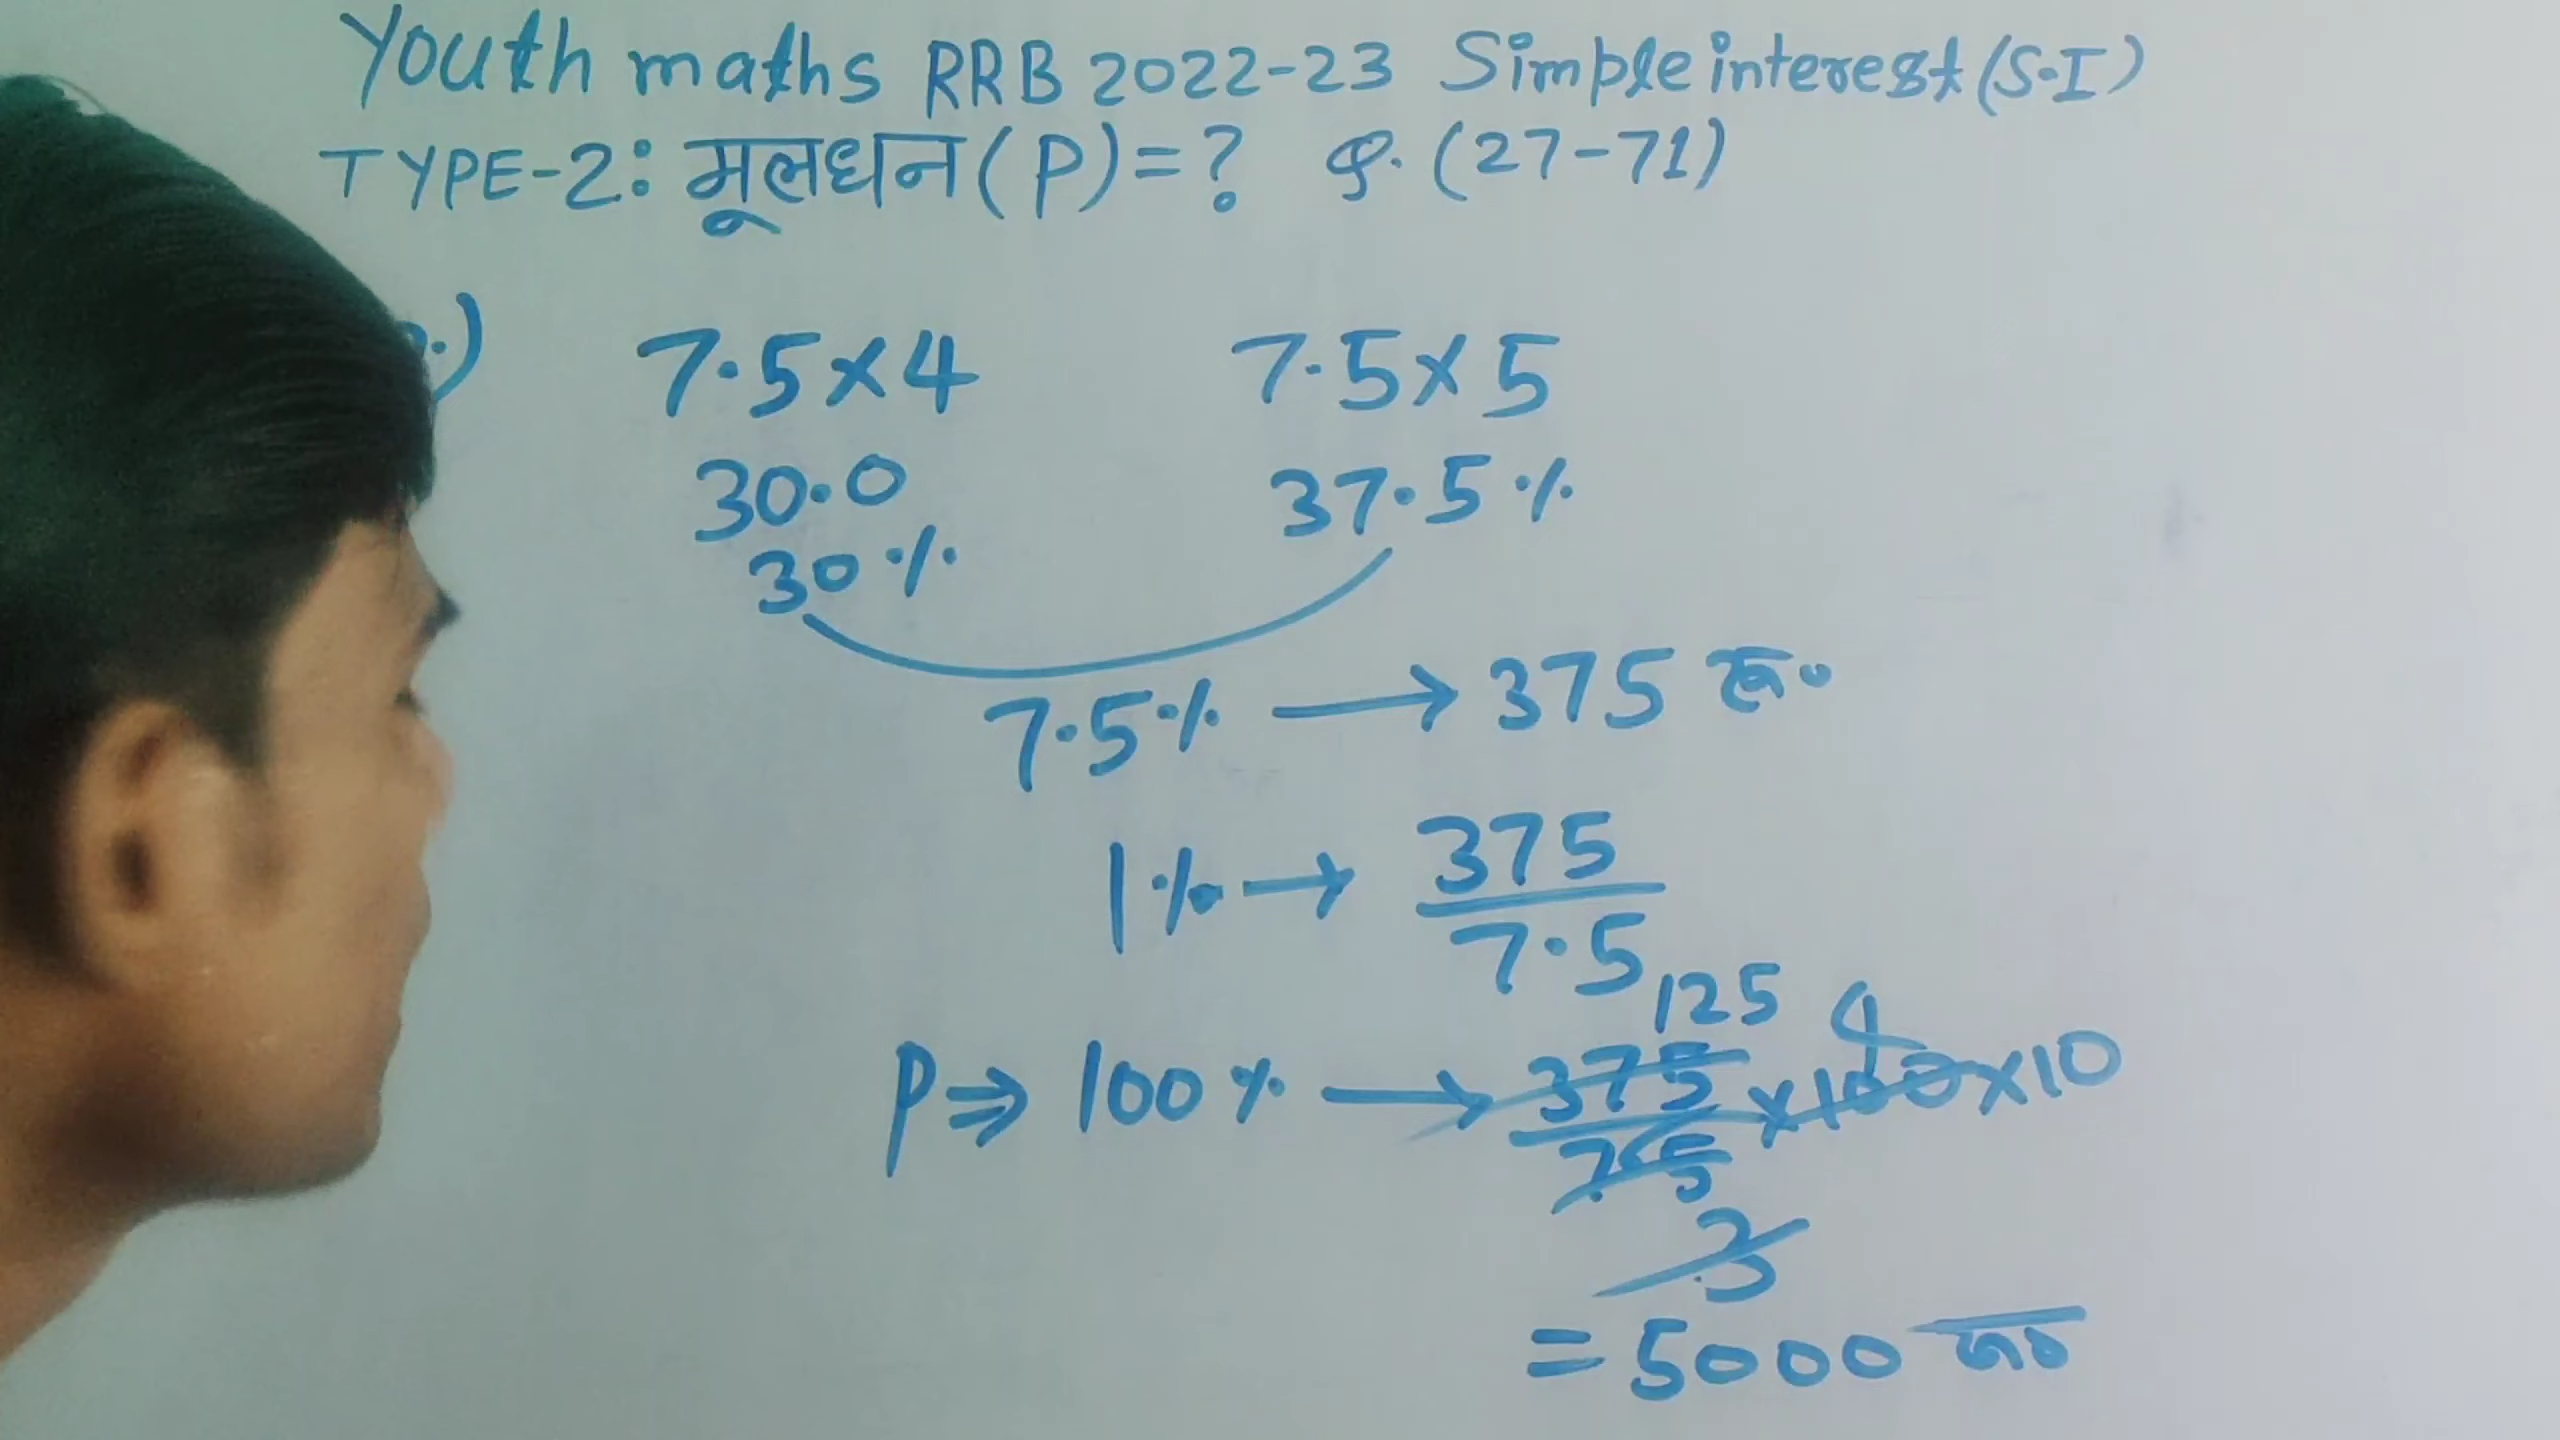 Youth maths RRB 2022-23 Simple interest (S.I)
TYPE-2: मूलधन (P) = ? क्र. (27-71)
.)
7.5×4 7.5×5
30.0 37.5%
30%
7.5% → 375 रू०
1% → 375/7.5
125 4
P ⇒ 100% → 375/7.5 ×100×10
3
= 5000 रू०